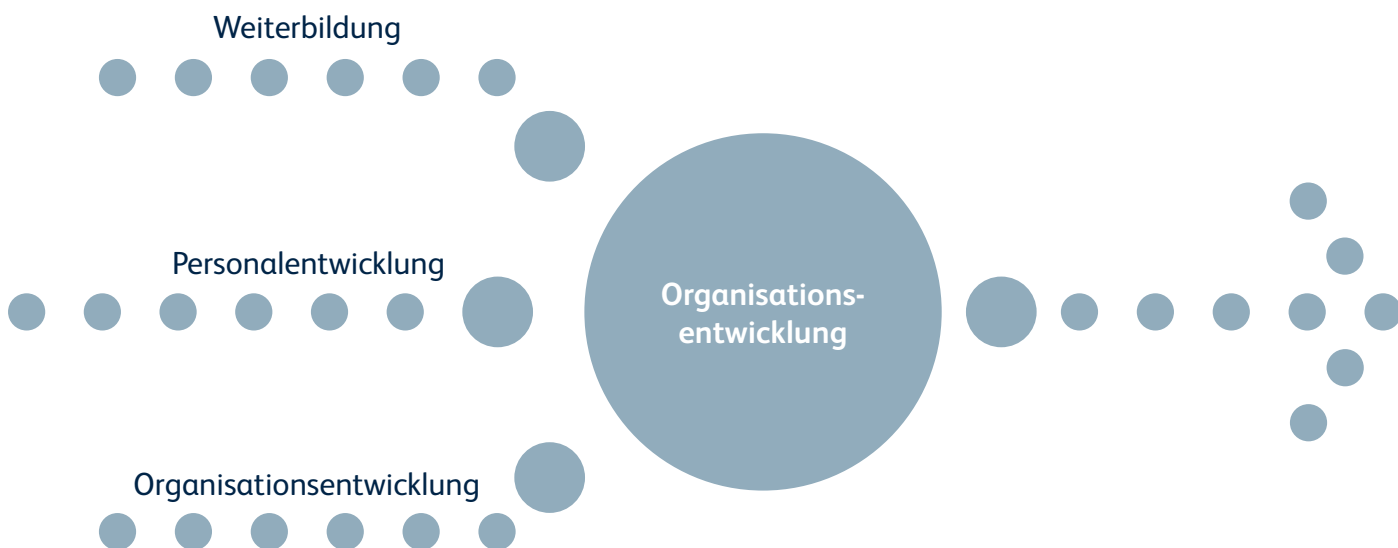 Weiterbildung
Personalentwicklung
Organisations-
entwicklung
Organisationsentwicklung